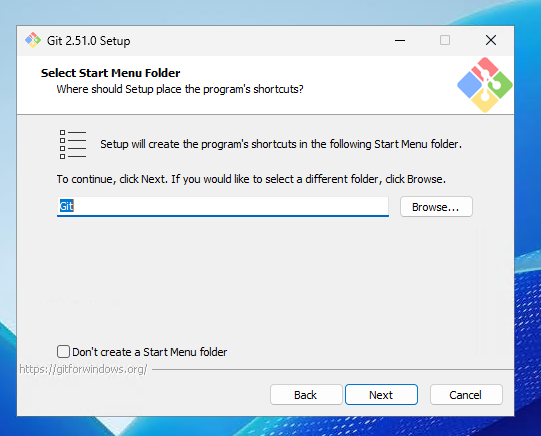 Git 2.51.0 Setup
Select Start Menu Folder
Where should Setup place the program's shortcuts?
Setup will create the program's shortcuts in the following Start Menu folder.
To continue, click Next. If you would like to select a different folder, click Browse.
Git
Browse...
Don't create a Start Menu folder
https://gitforwindows.org/
Back
Next
Cancel